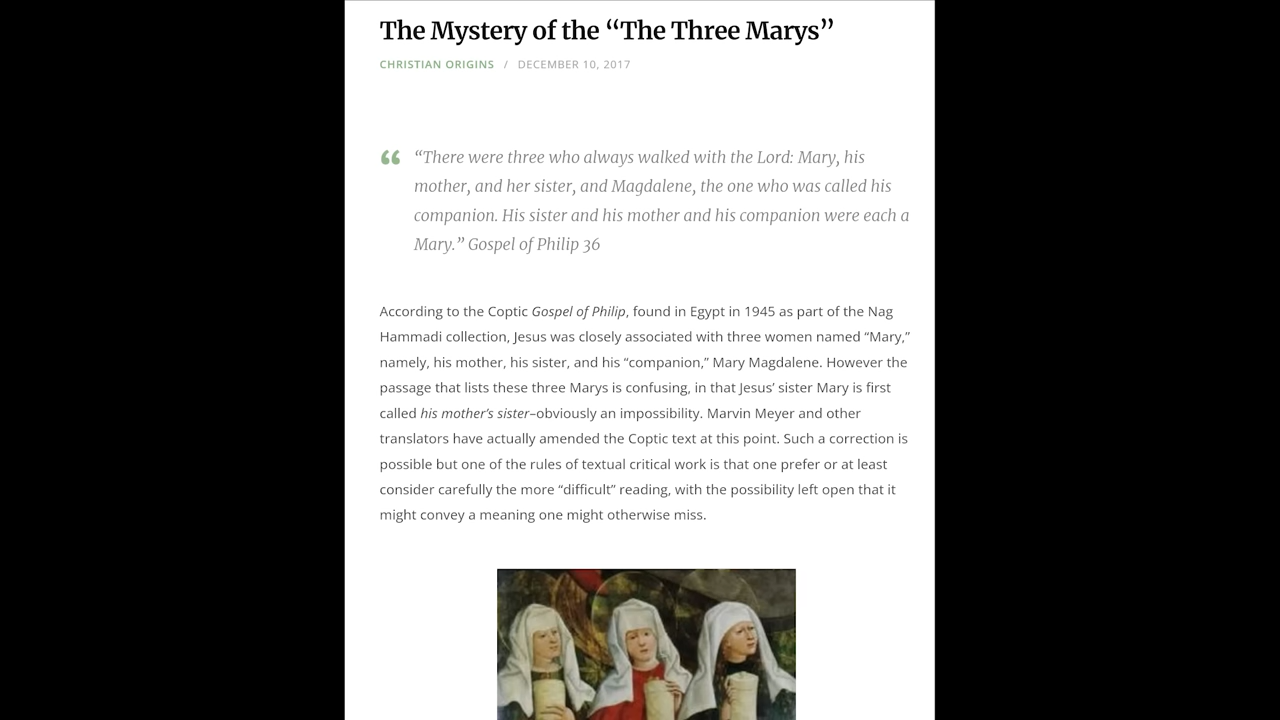 The Mystery of the “The Three Marys”
CHRISTIAN ORIGINS / DECEMBER 10, 2017
“There were three who always walked with the Lord: Mary, his
mother, and her sister, and Magdalene, the one who was called his
companion. His sister and his mother and his companion were each a
Mary.” Gospel of Philip 36
According to the Coptic Gospel of Philip, found in Egypt in 1945 as part of the Nag
Hammadi collection, Jesus was closely associated with three women named “Mary,”
namely, his mother, his sister, and his “companion,” Mary Magdalene. However the
passage that lists these three Marys is confusing, in that Jesus’ sister Mary is first
called his mother’s sister–obviously an impossibility. Marvin Meyer and other
translators have actually amended the Coptic text at this point. Such a correction is
possible but one of the rules of textual critical work is that one prefer or at least
consider carefully the more “difficult” reading, with the possibility left open that it
might convey a meaning one might otherwise miss.